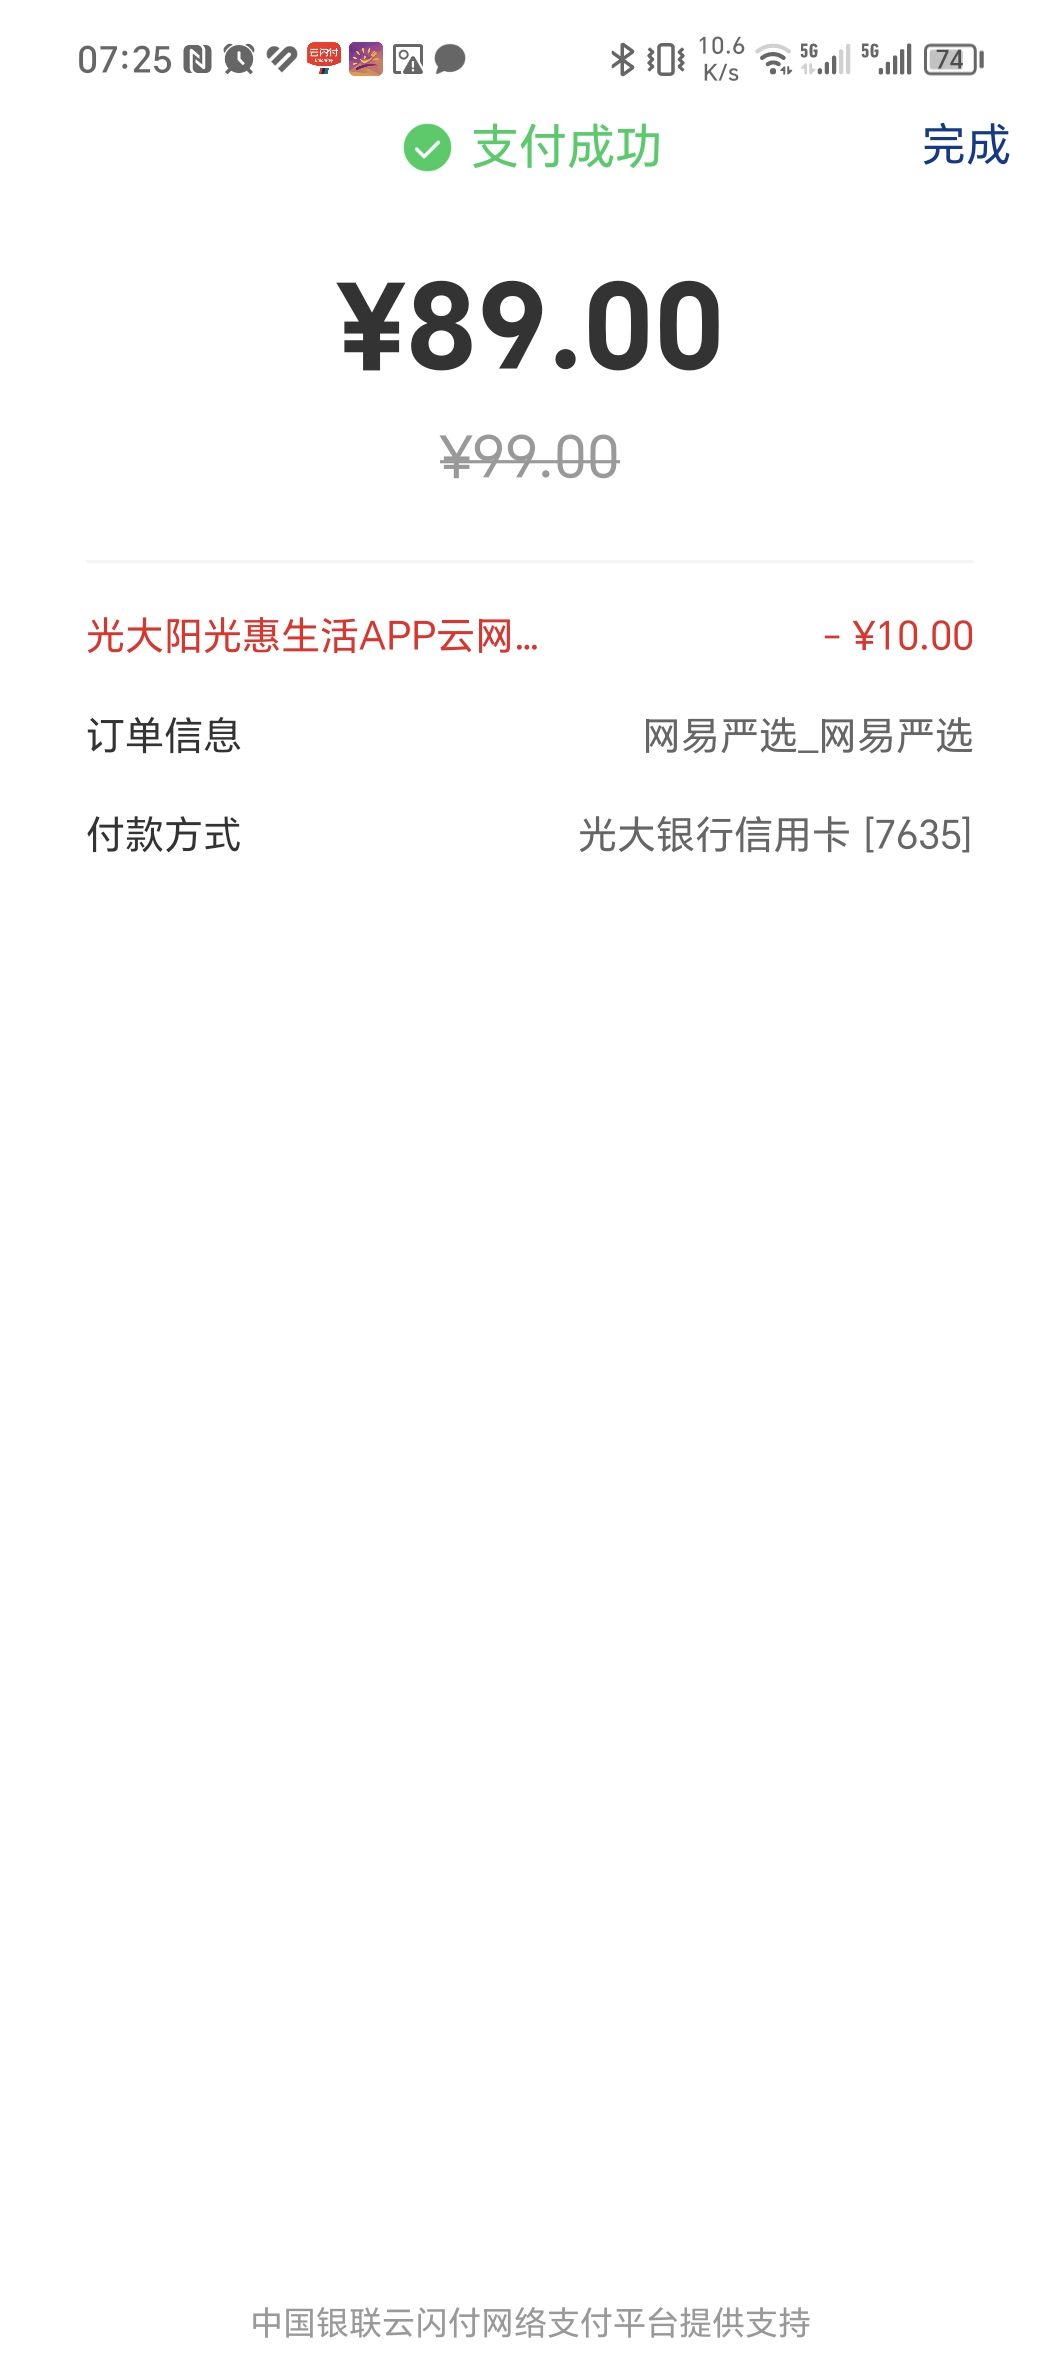 07:25 云闪付 10.6 K/s 5G 5G 74
支付成功 完成
¥89.00
¥99.00
光大阳光惠生活APP云网... - ¥10.00
订单信息 网易严选_网易严选
付款方式 光大银行信用卡 [7635]
中国银联云闪付网络支付平台提供支持